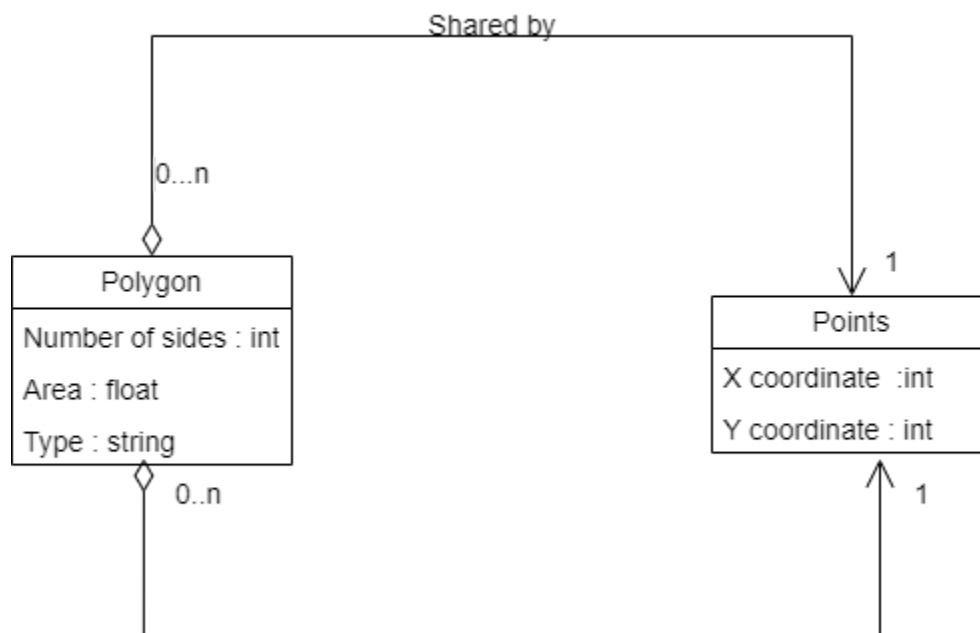 Shared by
0...n
Polygon
Number of sides : int
Area : float
Type : string
0..n
1
Points
X coordinate  :int
Y coordinate : int
1